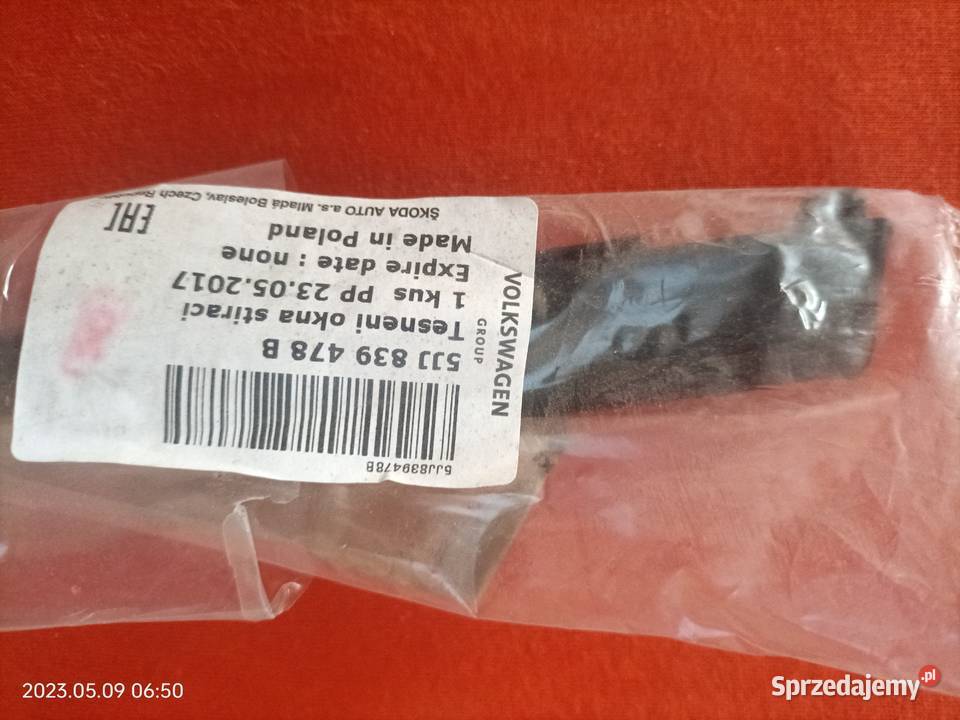 5JJ839478B
VOLKSWAGEN
GROUP
5JJ 839 478 B
Tesneni okna stiraci
1 kus PP 23.05.2017
Expire date : none
Made in Poland
ŠKODA AUTO a.s. Mladá Boleslav, Czech
EAC
2023.05.09 06:50
Sprzedajemy.pl